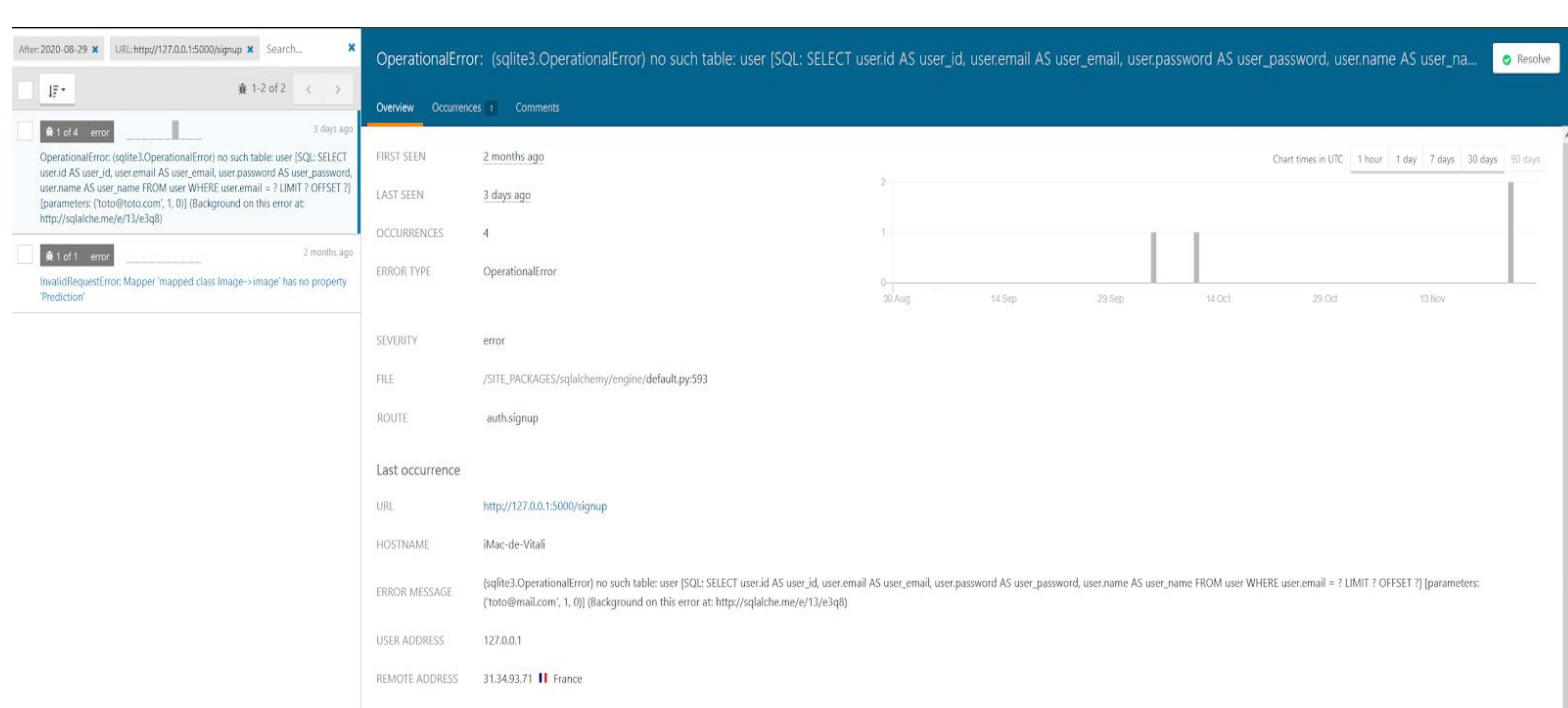 After: 2020-08-29 ×
URL: http://127.0.0.1:5000/signup ×
Search...
×
1-2 of 2
<
>
1 of 4 error
3 days ago
OperationalError: (sqlite3.OperationalError) no such table: user [SQL: SELECT
user.id AS user_id, user.email AS user_email, user.password AS user_password,
user.name AS user_name FROM user WHERE user.email = ? LIMIT ? OFFSET ?]
[parameters: ('toto@toto.com', 1, 0)] (Background on this error at:
http://sqlalche.me/e/13/e3q8)
1 of 1 error
2 months ago
InvalidRequestError: Mapper 'mapped class Image->image' has no property
'Prediction'
OperationalError: (sqlite3.OperationalError) no such table: user [SQL: SELECT user.id AS user_id, user.email AS user_email, user.password AS user_password, user.name AS user_na...
Resolve
Overview Occurrences 1 Comments
FIRST SEEN 2 months ago
LAST SEEN 3 days ago
OCCURRENCES 4
ERROR TYPE OperationalError
Chart times in UTC 1 hour 1 day 7 days 30 days 90 days
2
1
0
30 Aug 14 Sep 29 Sep 14 Oct 29 Oct 13 Nov
SEVERITY error
FILE /SITE_PACKAGES/sqlalchemy/engine/default.py:593
ROUTE auth.signup
Last occurrence
URL http://127.0.0.1:5000/signup
HOSTNAME iMac-de-Vitali
ERROR MESSAGE (sqlite3.OperationalError) no such table: user [SQL: SELECT user.id AS user_id, user.email AS user_email, user.password AS user_password, user.name AS user_name FROM user WHERE user.email = ? LIMIT ? OFFSET ?] [parameters:
('toto@mail.com', 1, 0)] (Background on this error at: http://sqlalche.me/e/13/e3q8)
USER ADDRESS 127.0.0.1
REMOTE ADDRESS 31.34.93.71 France